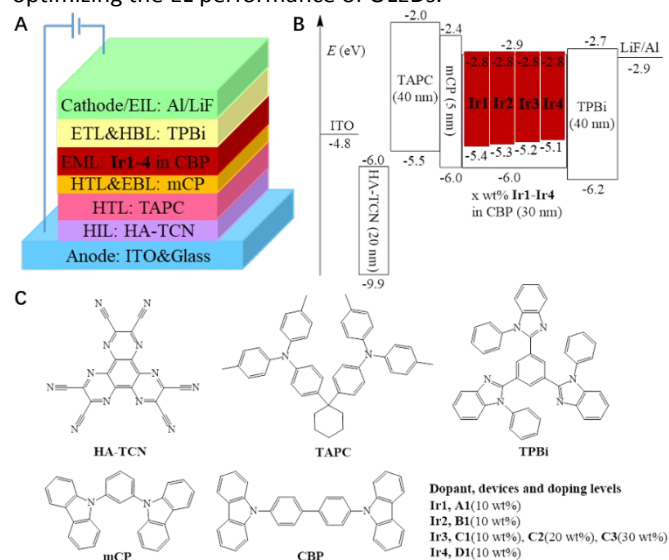 optimizing the EL performance of OLEDs.
A
Cathode/EIL: Al/LiF
ETL&HBL: TPBi
EML: Ir1-4 in CBP
HTL&EBL: mCP
HTL: TAPC
HIL: HA-TCN
Anode: ITO&Glass
B
E (eV)
ITO
-4.8
-6.0
HA-TCN (20 nm)
-9.9
-2.0
TAPC
(40 nm)
-5.5
-2.4
mCP (5 nm)
-6.0
-2.9
-2.8 -2.8 -2.8 -2.8
Ir1 Ir2 Ir3 Ir4
-5.4 -5.3 -5.2 -5.1
-6.0
x wt% Ir1-Ir4
in CBP (30 nm)
-2.7
TPBi
(40 nm)
-6.2
LiF/Al
-2.9
C
N N N N N N N N N N N N
HA-TCN
N N
TAPC
N N N N N N
TPBi
N N
mCP
N N
CBP
Dopant, devices and doping levels
Ir1, A1(10 wt%)
Ir2, B1(10 wt%)
Ir3, C1(10 wt%), C2(20 wt%), C3(30 wt%)
Ir4, D1(10 wt%)